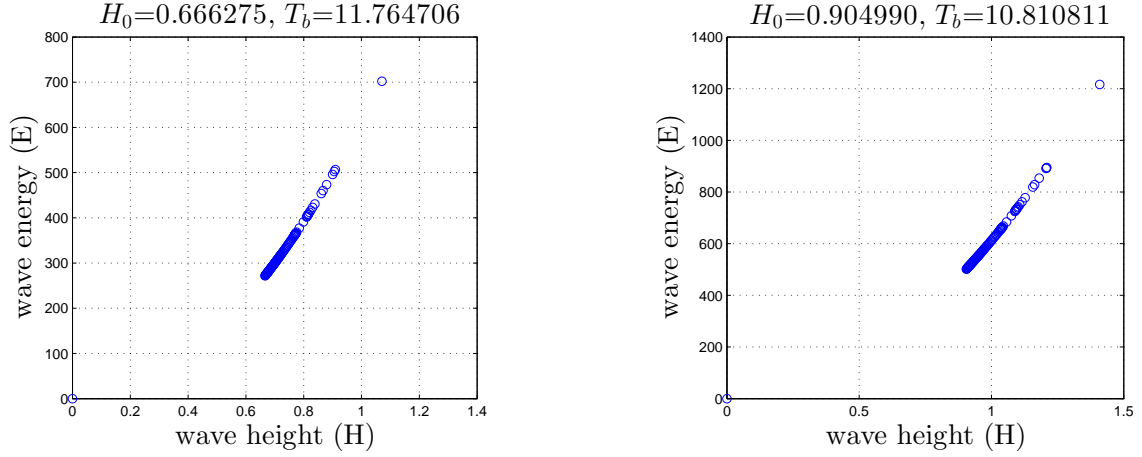 H₀=0.666275, T_b=11.764706
800
700
600
500
400
300
200
100
0
wave energy (E)
0 0.2 0.4 0.6 0.8 1 1.2 1.4
wave height (H)
H₀=0.904990, T_b=10.810811
1400
1200
1000
800
600
400
200
0
wave energy (E)
0 0.5 1 1.5
wave height (H)